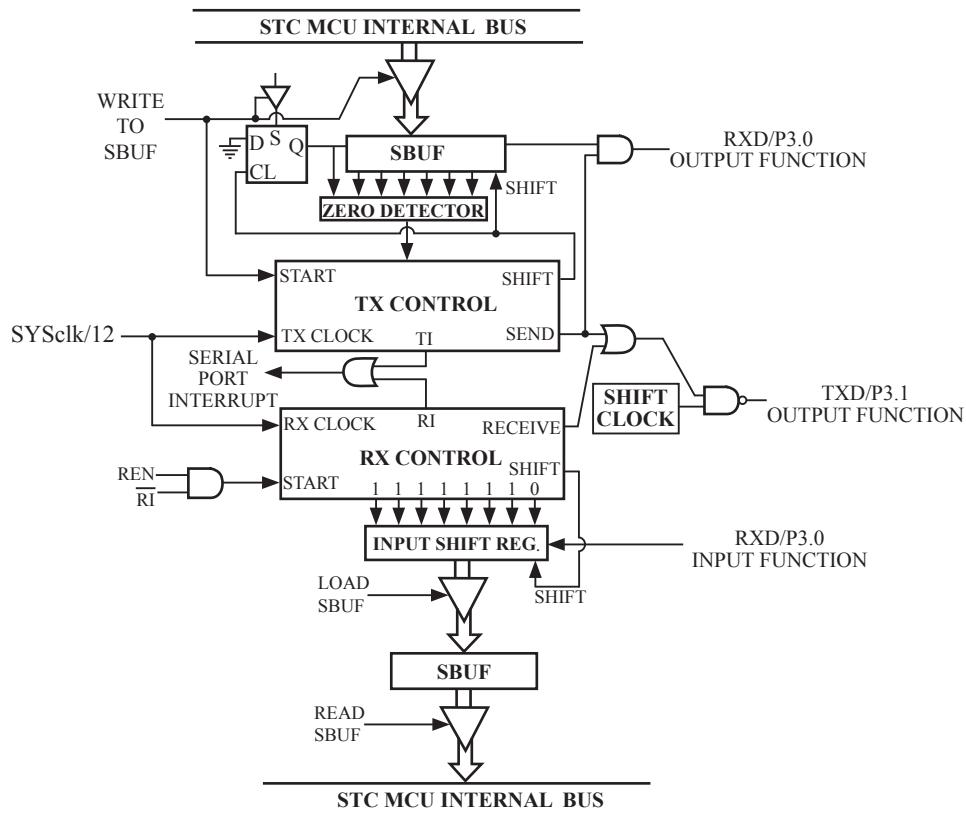 STC MCU INTERNAL BUS
WRITE
TO
SBUF
D
S
Q
CL
SBUF
SHIFT
ZERO DETECTOR
RXD/P3.0
OUTPUT FUNCTION
START
SHIFT
TX CONTROL
SYSclk/12
TX CLOCK
TI
SEND
SERIAL
PORT
INTERRUPT
SHIFT
CLOCK
TXD/P3.1
OUTPUT FUNCTION
RX CLOCK
RI
RECEIVE
RX CONTROL
SHIFT
REN
RI
START
1 1 1 1 1 1 1 0
INPUT SHIFT REG.
RXD/P3.0
INPUT FUNCTION
LOAD
SBUF
SHIFT
SBUF
READ
SBUF
STC MCU INTERNAL BUS